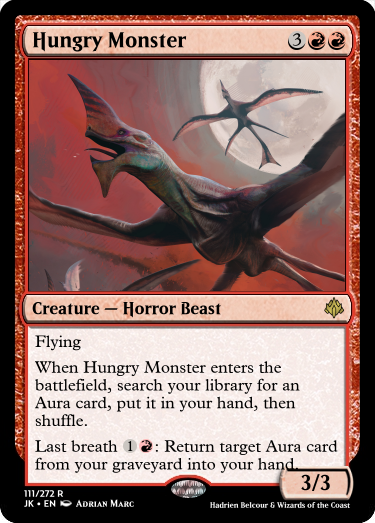 Hungry Monster 3
Creature — Horror Beast
Flying
When Hungry Monster enters the
battlefield, search your library for an
Aura card, put it in your hand, then
shuffle.
Last breath 1 : Return target Aura card
from your graveyard into your hand.
3/3
111/272 R
JK • EN Adrian Marc
Hadrien Belcour & Wizards of the Coast